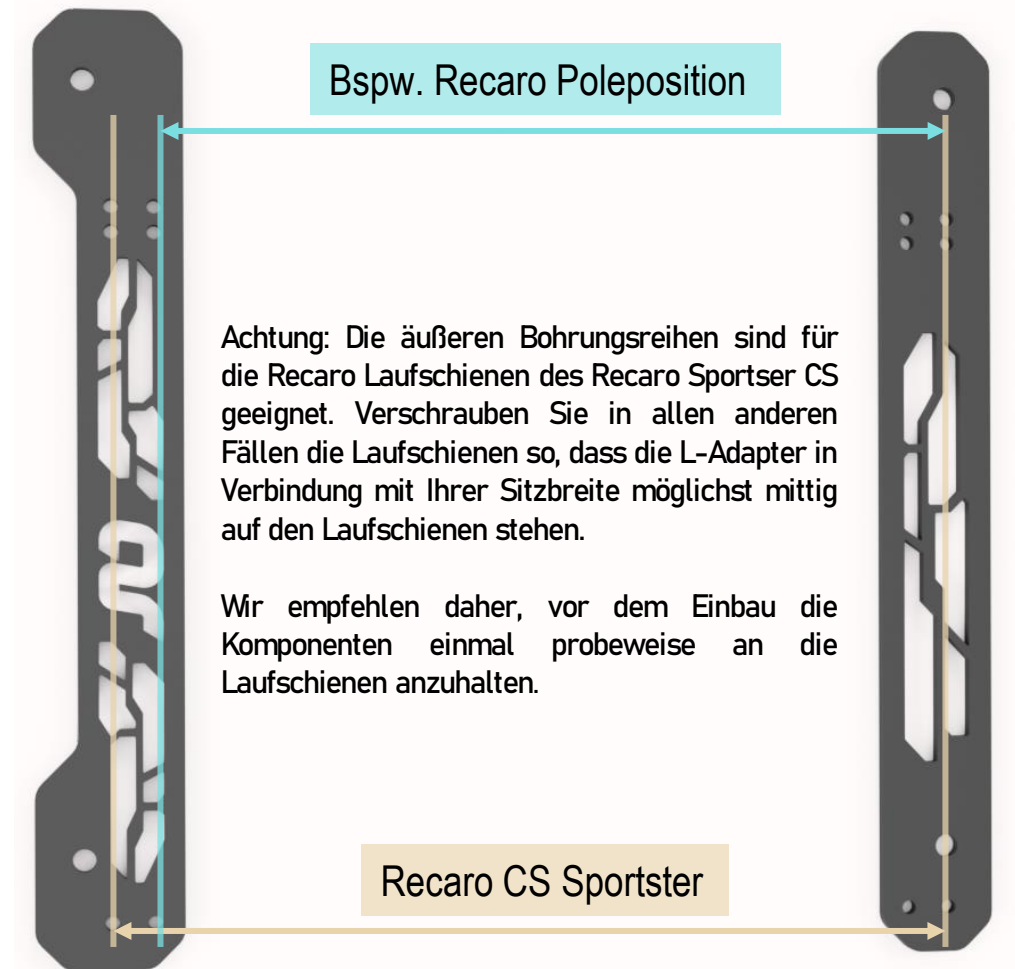 Bspw. Recaro Poleposition
Achtung: Die äußeren Bohrungsreihen sind für
die Recaro Laufschienen des Recaro Sportser CS
geeignet. Verschrauben Sie in allen anderen
Fällen die Laufschienen so, dass die L-Adapter in
Verbindung mit Ihrer Sitzbreite möglichst mittig
auf den Laufschienen stehen.
Wir empfehlen daher, vor dem Einbau die
Komponenten einmal probeweise an die
Laufschienen anzuhalten.
Recaro CS Sportster